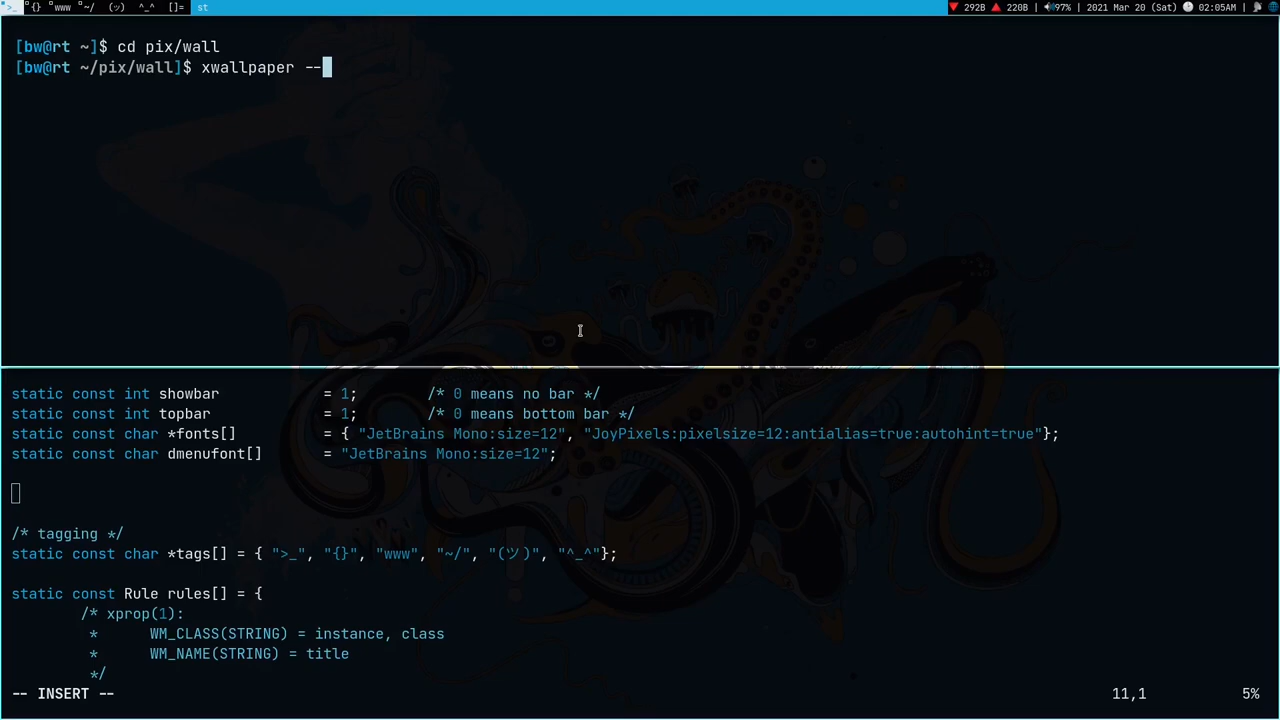 >_ {} www ~/ (ツ) ^_^ []= st 292B 220B | 97% | 2021 Mar 20 (Sat) 02:05AM |
[bw@rt ~]$ cd pix/wall
[bw@rt ~/pix/wall]$ xwallpaper --
static const int showbar = 1; /* 0 means no bar */
static const int topbar = 1; /* 0 means bottom bar */
static const char *fonts[] = { "JetBrains Mono:size=12", "JoyPixels:pixelsize=12:antialias=true:autohint=true"};
static const char dmenufont[] = "JetBrains Mono:size=12";
/* tagging */
static const char *tags[] = { ">_", "{}", "www", "~/", "(ツ)", "^_^"};
static const Rule rules[] = {
/* xprop(1):
* WM_CLASS(STRING) = instance, class
* WM_NAME(STRING) = title
*/
-- INSERT -- 11,1 5%